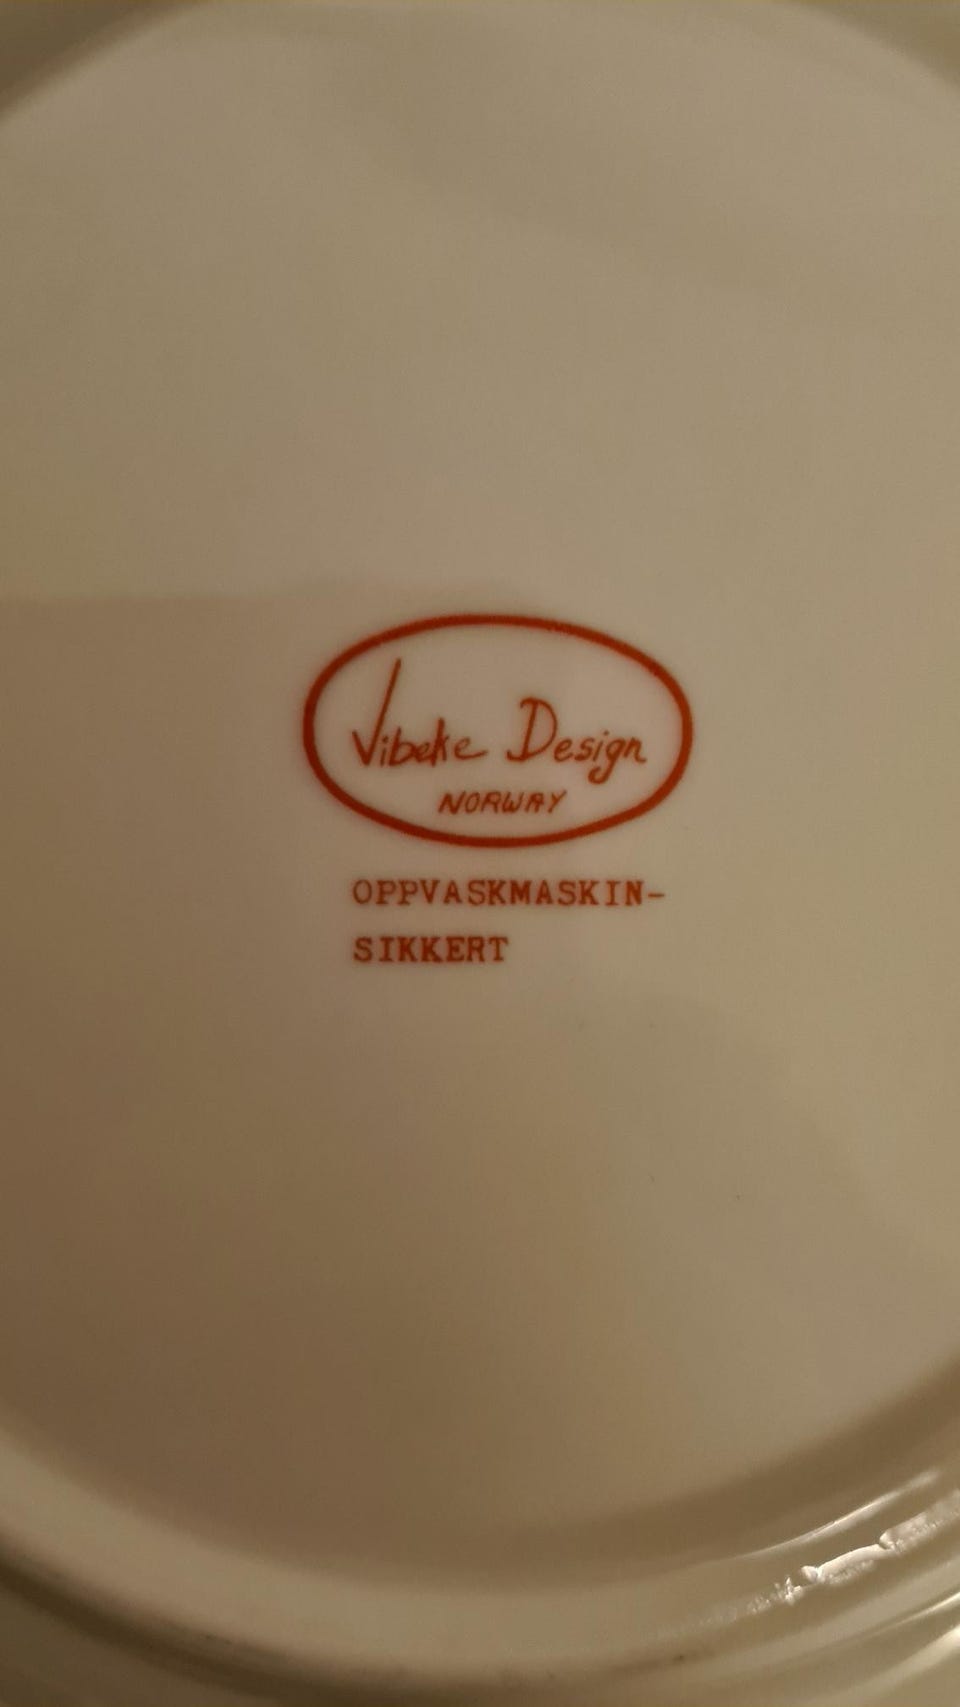 Vibeke Design
NORWAY
OPPVASKMASKIN-
SIKKERT